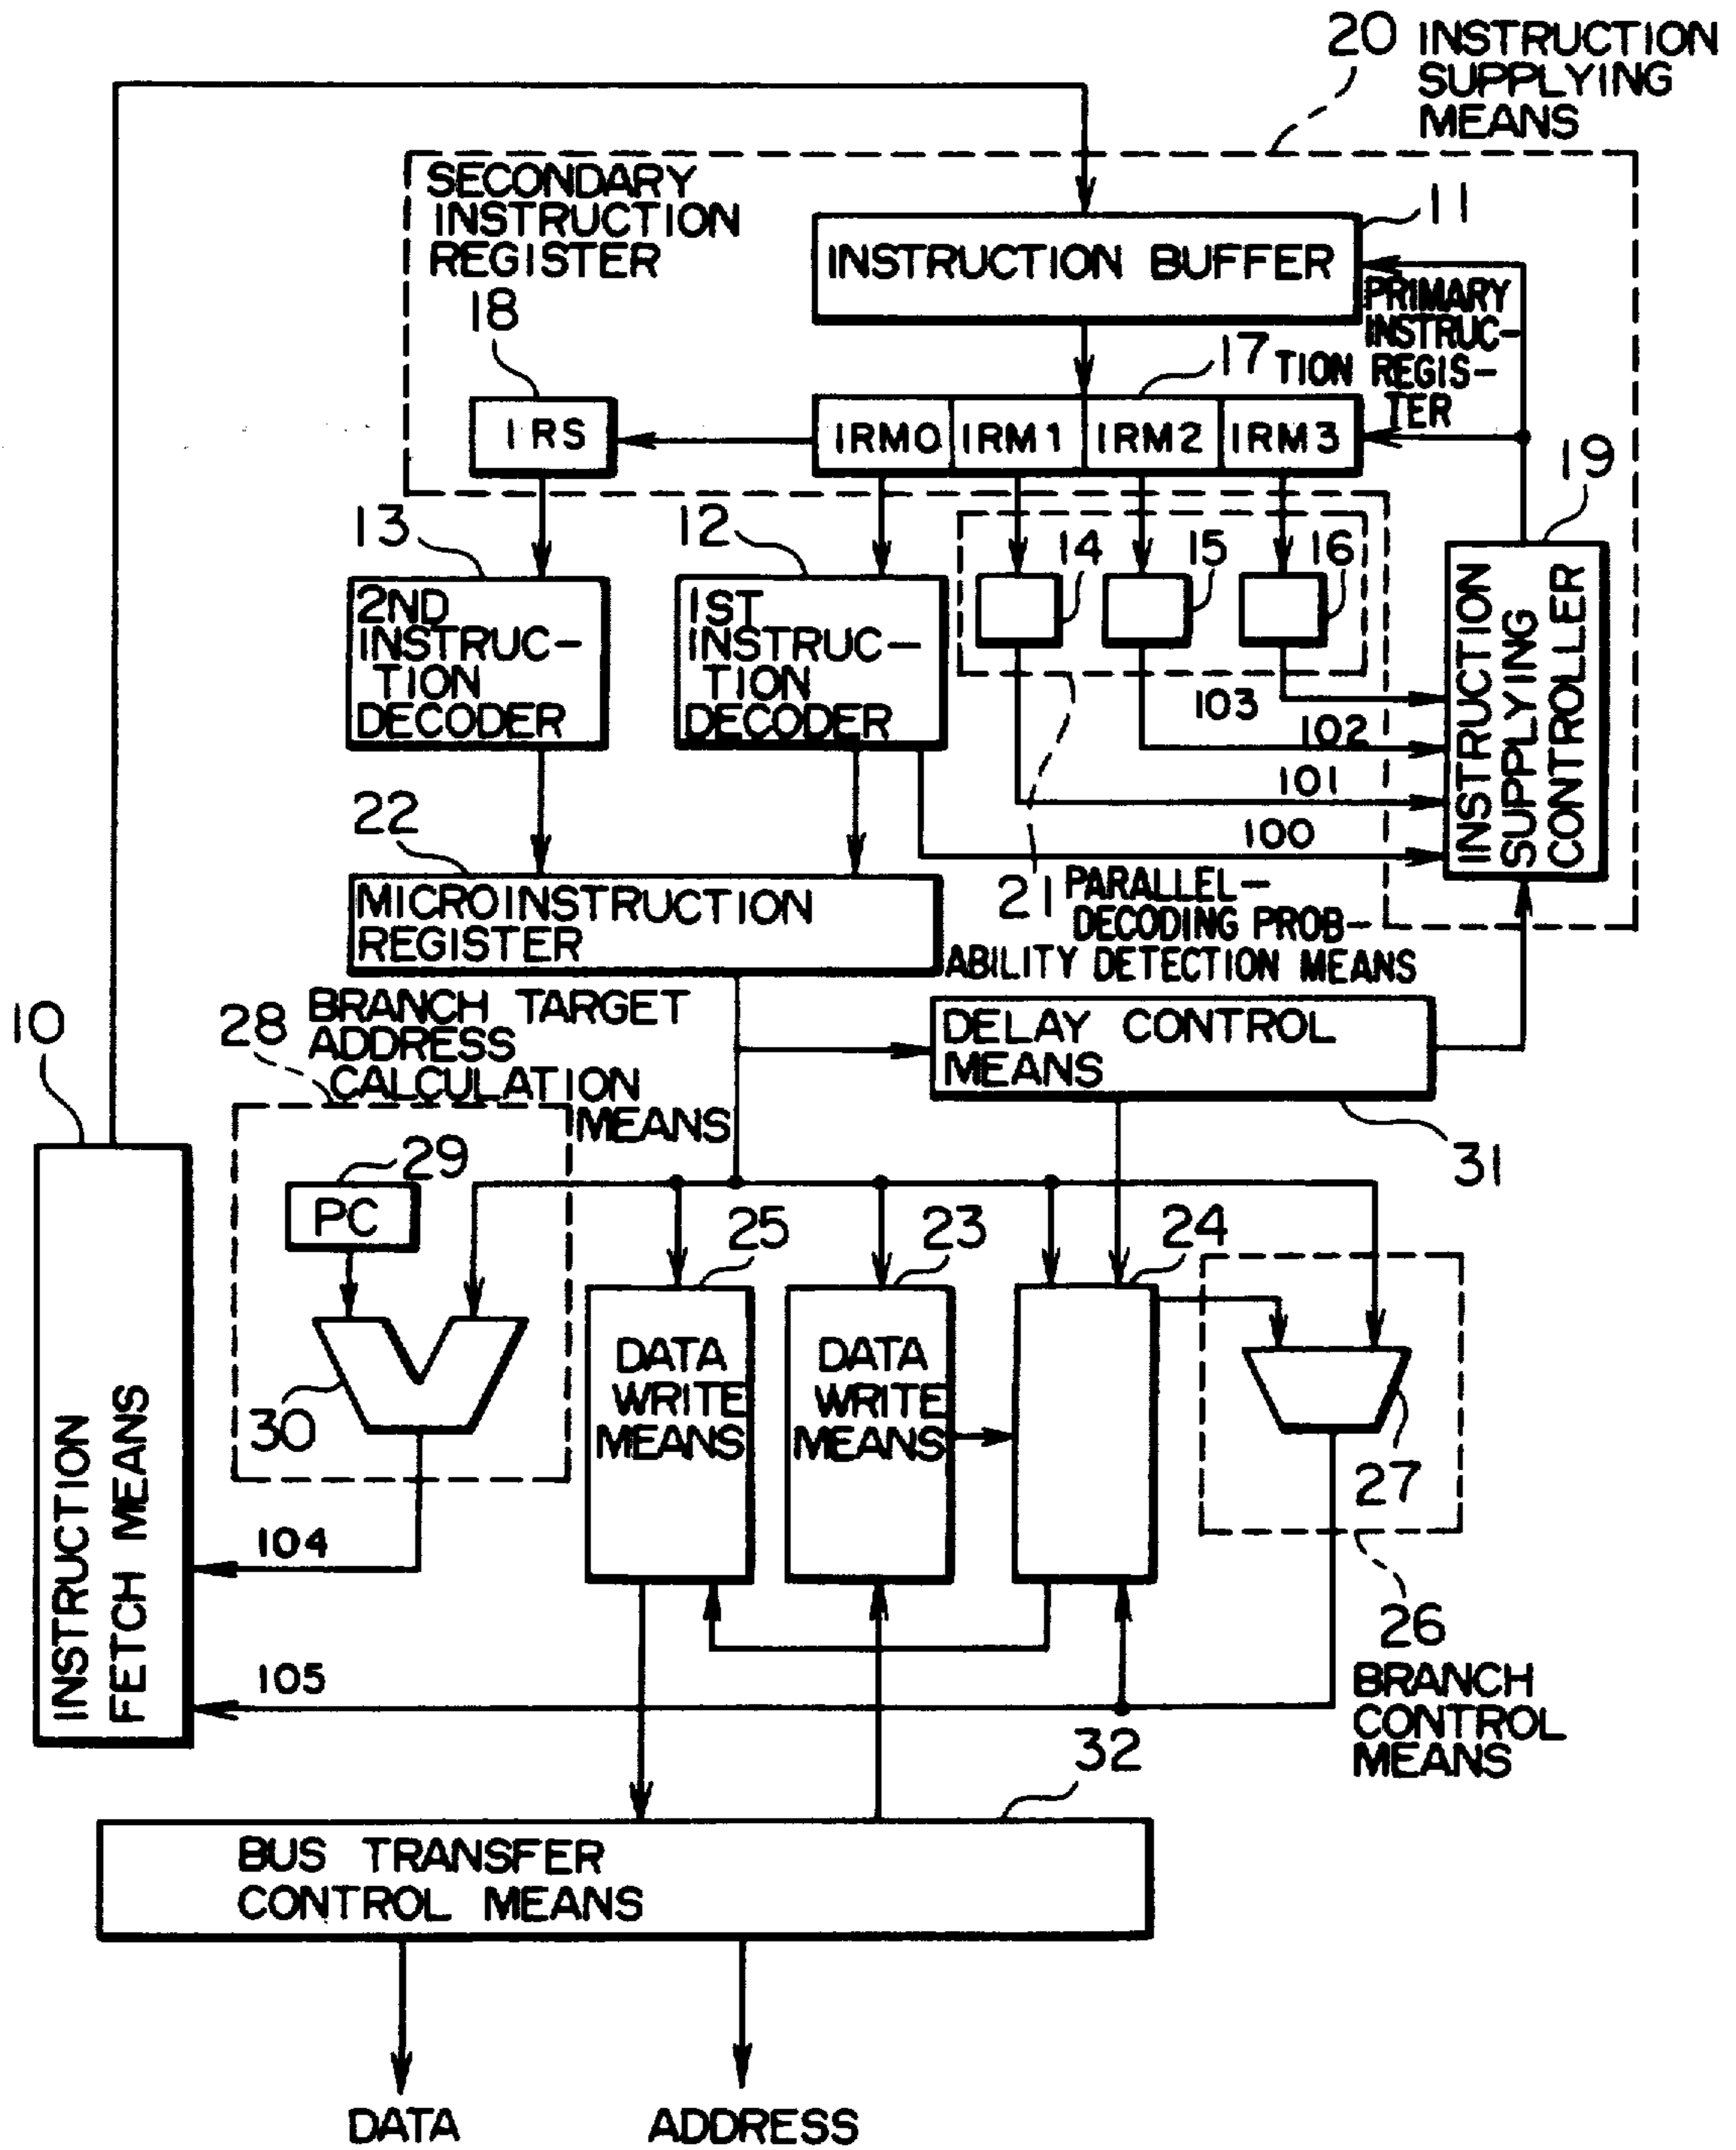 20 INSTRUCTION
SUPPLYING
MEANS
SECONDARY
INSTRUCTION
REGISTER
11
INSTRUCTION BUFFER
PRIMARY
INSTRUC-
TION REGIS-
TER
18
17
IRS
IRM0 IRM1 IRM2 IRM3
19
13
12
14
15
16
2ND
INSTRUC-
TION
DECODER
1ST
INSTRUC-
TION
DECODER
INSTRUCTION
SUPPLYING
CONTROLLER
103
102
101
100
22
21 PARALLEL-
DECODING PROB-
ABILITY DETECTION MEANS
MICROINSTRUCTION
REGISTER
10
28 BRANCH TARGET
ADDRESS
CALCULATION
MEANS
DELAY CONTROL
MEANS
31
29
PC
25
23
24
30
DATA
WRITE
MEANS
DATA
WRITE
MEANS
27
INSTRUCTION
FETCH MEANS
104
105
26
BRANCH
CONTROL
MEANS
32
BUS TRANSFER
CONTROL MEANS
DATA
ADDRESS